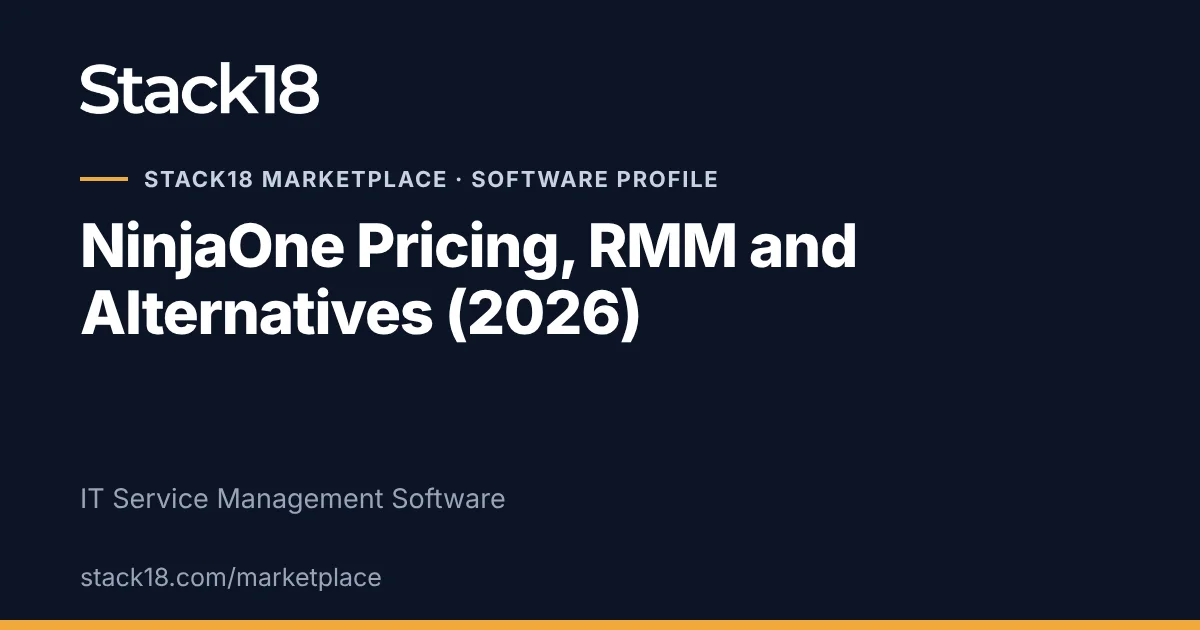 Stack18
STACK18 MARKETPLACE · SOFTWARE PROFILE
NinjaOne Pricing, RMM and
Alternatives (2026)
IT Service Management Software
stack18.com/marketplace